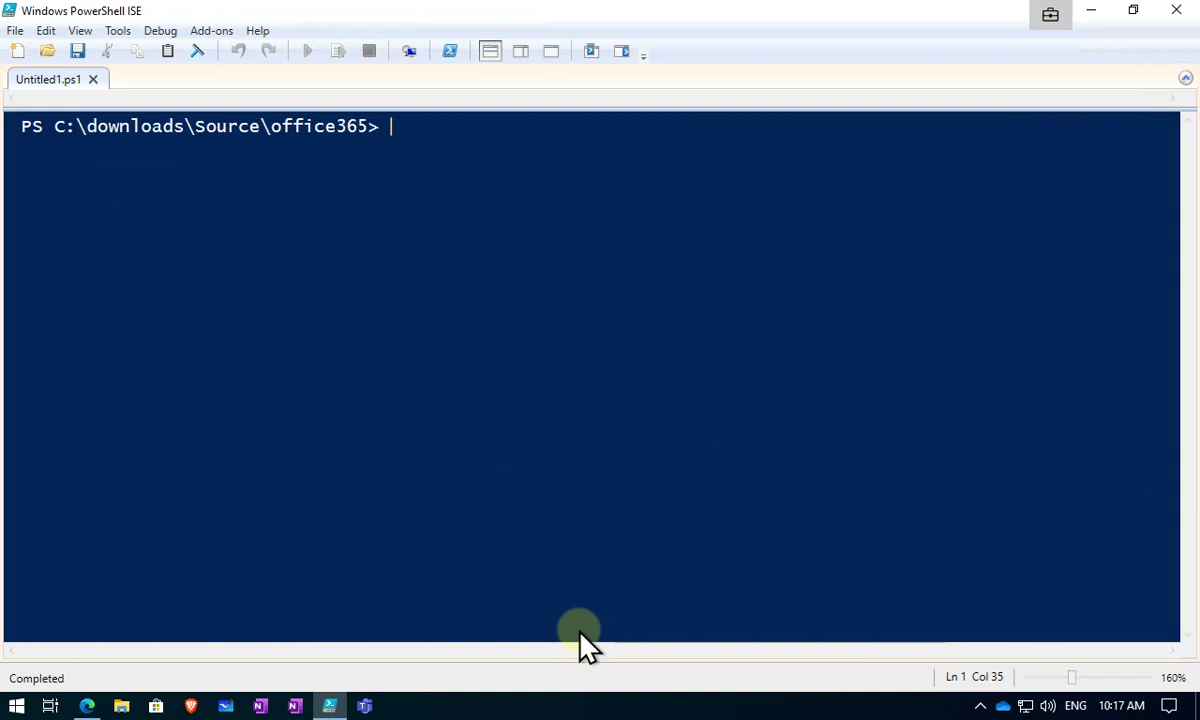 Windows PowerShell ISE
File Edit View Tools Debug Add-ons Help
Untitled1.ps1
PS C:\downloads\Source\office365>
Completed
Ln 1 Col 35
160%
ENG
10:17 AM